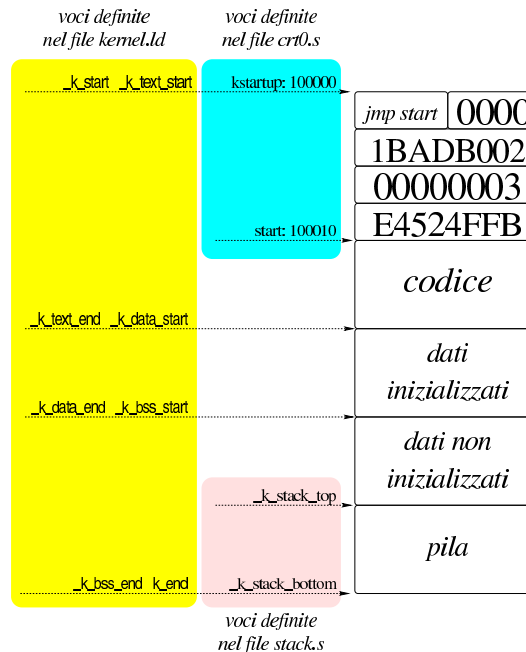 voci definite
nel file kernel.ld
voci definite
nel file crt0.s
_k_start _k_text_start
kstartup: 100000
jmp start 0000
1BADB002
00000003
E4524FFB
start: 100010
codice
_k_text_end _k_data_start
dati
inizializzati
_k_data_end _k_bss_start
dati non
inizializzati
_k_stack_top
pila
_k_bss_end k_end
_k_stack_bottom
voci definite
nel file stack.s